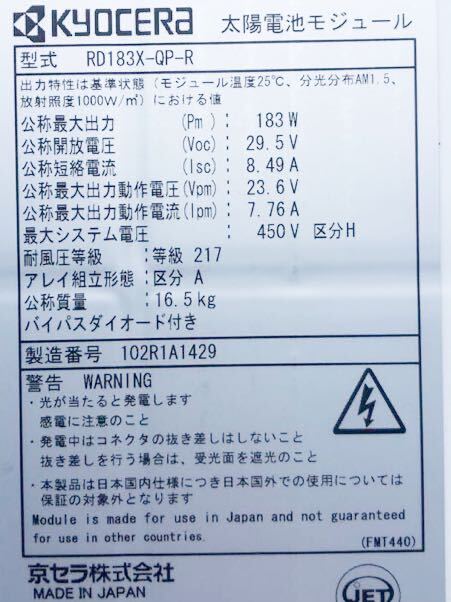 KYOCERA 太陽電池モジュール
型式 RD183X-QP-R
出力特性は基準状態（モジュール温度25℃、分光分布AM1.5、
放射照度1000W/㎡）における値
公称最大出力 (Pm) : 183 W
公称開放電圧 (Voc) : 29.5 V
公称短絡電流 (Isc) : 8.49 A
公称最大出力動作電圧(Vpm) : 23.6 V
公称最大出力動作電流(Ipm) : 7.76 A
最大システム電圧 : 450 V 区分H
耐風圧等級 : 等級 217
アレイ組立形態 : 区分 A
公称質量 : 16.5kg
バイパスダイオード付き
製造番号 102R1A1429
警告 WARNING
・光が当たると発電します
感電に注意のこと
・発電中はコネクタの抜き差しはしないこと
抜き差しを行う場合は、受光面を遮光のこと
・本製品は日本国内仕様につき日本国外での使用については
保証の対象外となります
Module is made for use in Japan and not guaranteed
for use in other countries.
(FMT440)
京セラ株式会社
MADE IN JAPAN
JET